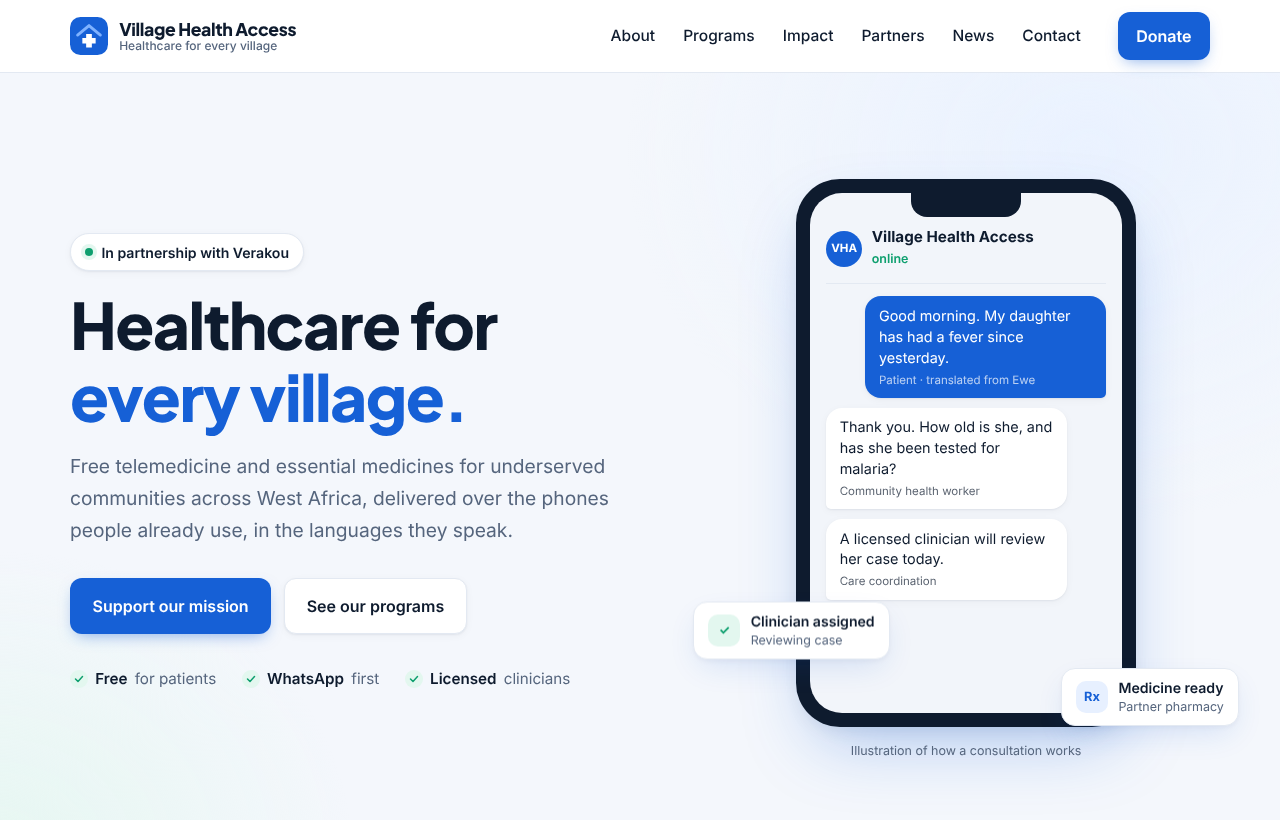 Village Health Access
Healthcare for every village
About
Programs
Impact
Partners
News
Contact
Donate
In partnership with Verakou
Healthcare for
every village.
Free telemedicine and essential medicines for underserved
communities across West Africa, delivered over the phones
people already use, in the languages they speak.
Support our mission
See our programs
Free for patients
WhatsApp first
Licensed clinicians
VHA
Village Health Access
online
Good morning. My daughter
has had a fever since
yesterday.
Patient · translated from Ewe
Thank you. How old is she, and
has she been tested for
malaria?
Community health worker
A licensed clinician will review
her case today.
Care coordination
Clinician assigned
Reviewing case
Rx
Medicine ready
Partner pharmacy
Illustration of how a consultation works